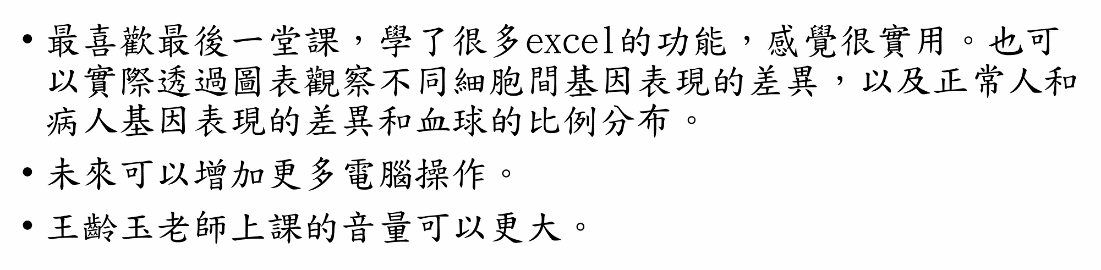 • 最喜歡最後一堂課，學了很多excel的功能，感覺很實用。也可
以實際透過圖表觀察不同細胞間基因表現的差異，以及正常人和
病人基因表現的差異和血球的比例分布。
• 未來可以增加更多電腦操作。
• 王齡玉老師上課的音量可以更大。